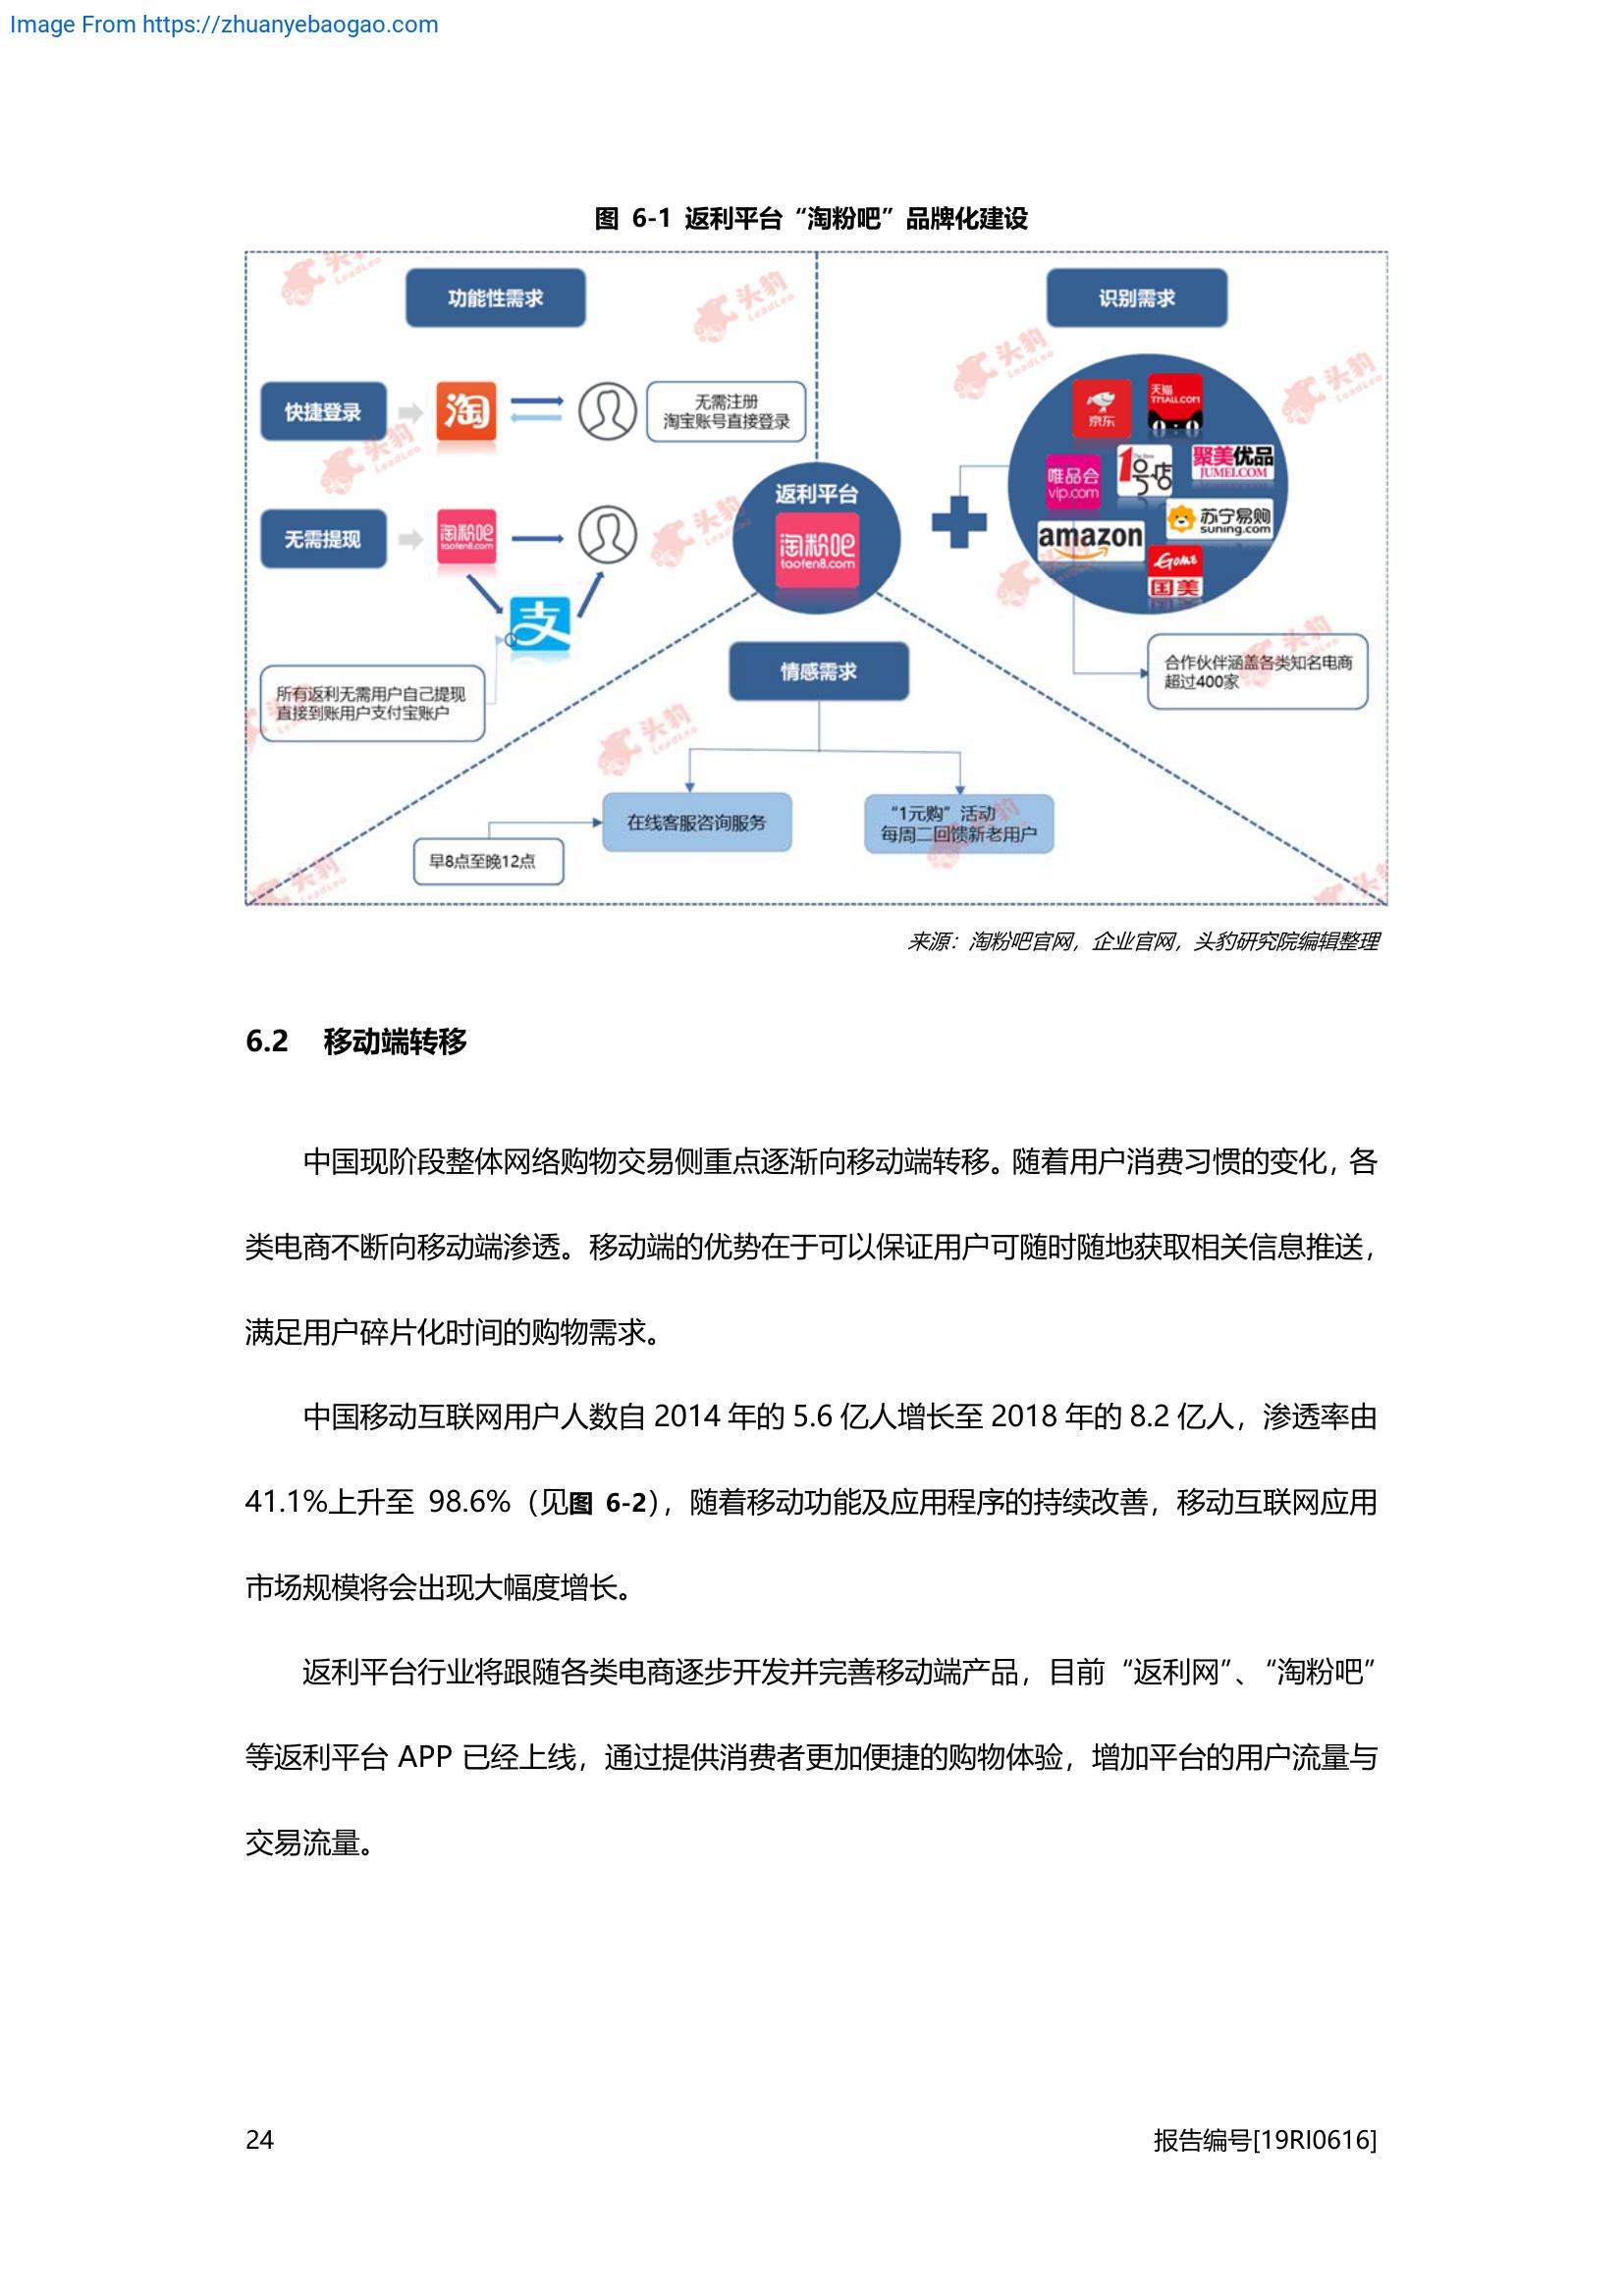 Image From https://zhuanyebaogao.com
图 6-1 返利平台“淘粉吧”品牌化建设
功能性需求
识别需求
快捷登录
淘
无需注册
淘宝账号直接登录
无需提现
淘粉吧
taofen8.com
支
所有返利无需用户自己提现
直接到账用户支付宝账户
返利平台
淘粉吧
taofen8.com
京东
天猫
TMALL.COM
唯品会
vip.com
1号店
聚美优品
JUMEI.COM
amazon
苏宁易购
suning.com
GOME
国美
合作伙伴涵盖各类知名电商
超过400家
情感需求
在线客服咨询服务
“1元购”活动
每周二回馈新老用户
早8点至晚12点
头豹
LeadLeo
来源：淘粉吧官网，企业官网，头豹研究院编辑整理
6.2 移动端转移
中国现阶段整体网络购物交易侧重点逐渐向移动端转移。随着用户消费习惯的变化，各
类电商不断向移动端渗透。移动端的优势在于可以保证用户可随时随地获取相关信息推送，
满足用户碎片化时间的购物需求。
中国移动互联网用户人数自 2014 年的 5.6 亿人增长至 2018 年的 8.2 亿人，渗透率由
41.1%上升至 98.6%（见图 6-2），随着移动功能及应用程序的持续改善，移动互联网应用
市场规模将会出现大幅度增长。
返利平台行业将跟随各类电商逐步开发并完善移动端产品，目前“返利网”、“淘粉吧”
等返利平台 APP 已经上线，通过提供消费者更加便捷的购物体验，增加平台的用户流量与
交易流量。
24
报告编号[19RI0616]